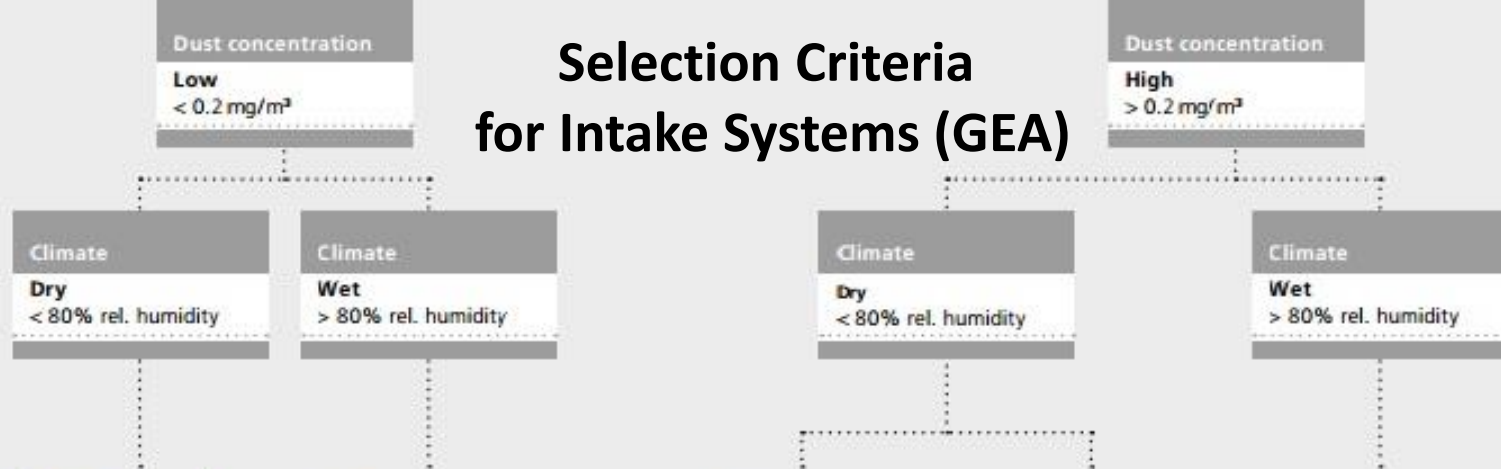 Selection Criteria
for Intake Systems (GEA)
Dust concentration
Low
< 0.2 mg/m³
Dust concentration
High
> 0.2 mg/m³
Climate
Dry
< 80% rel. humidity
Climate
Wet
> 80% rel. humidity
Climate
Dry
< 80% rel. humidity
Climate
Wet
> 80% rel. humidity